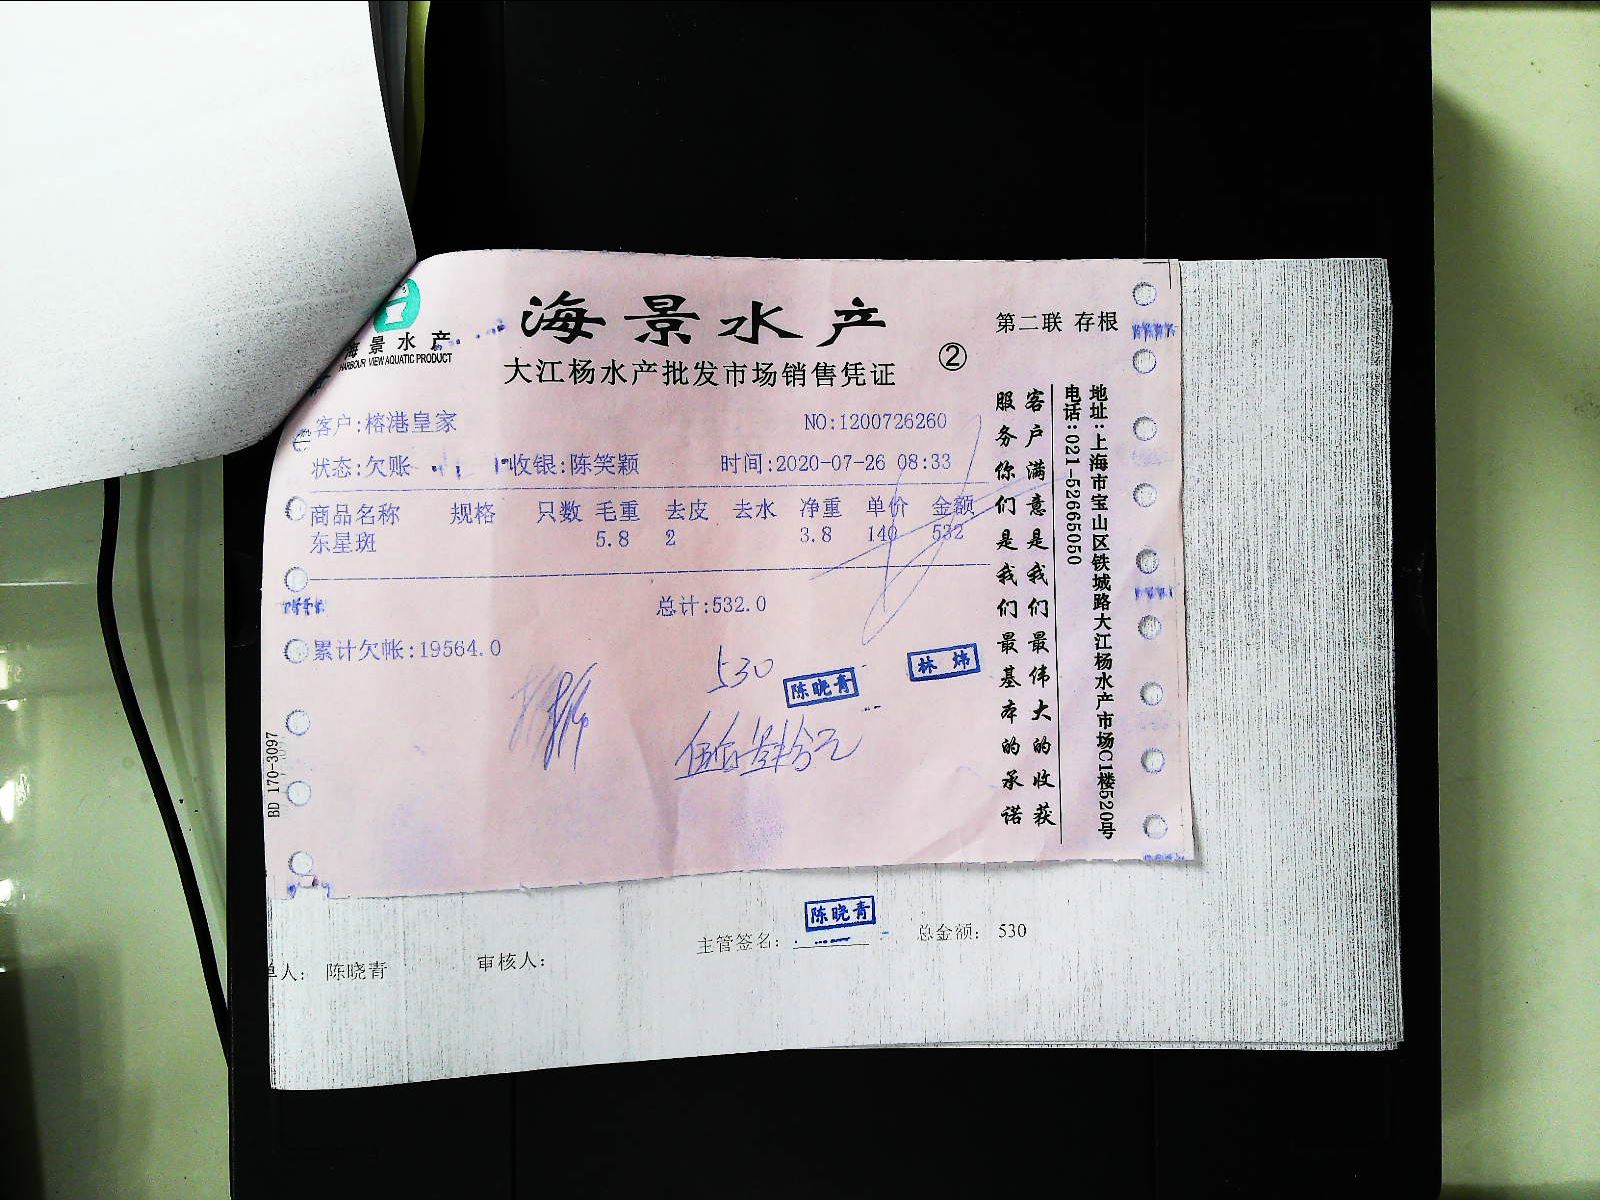 海景水产
HARBOUR VIEW AQUATIC PRODUCT
海景水产
大江杨水产批发市场销售凭证
②
第二联 存根
客户:榕港皇家
NO:1200726260
状态:欠账
收银:陈笑颖
时间:2020-07-26 08:33
商品名称 规格 只数 毛重 去皮 去水 净重 单价 金额
东星斑 5.8 2 3.8 140 532
总计:532.0
累计欠帐:19564.0
530
陈晓青
林炜
客户满意是我们最伟大的收获
服务你们是我们最基本的承诺
地址:上海市宝山区铁城路大江杨水产市场C1楼520号
电话:021-52665050
BD 170-3097
陈晓青
主管签名:
总金额: 530
单人: 陈晓青
审核人: